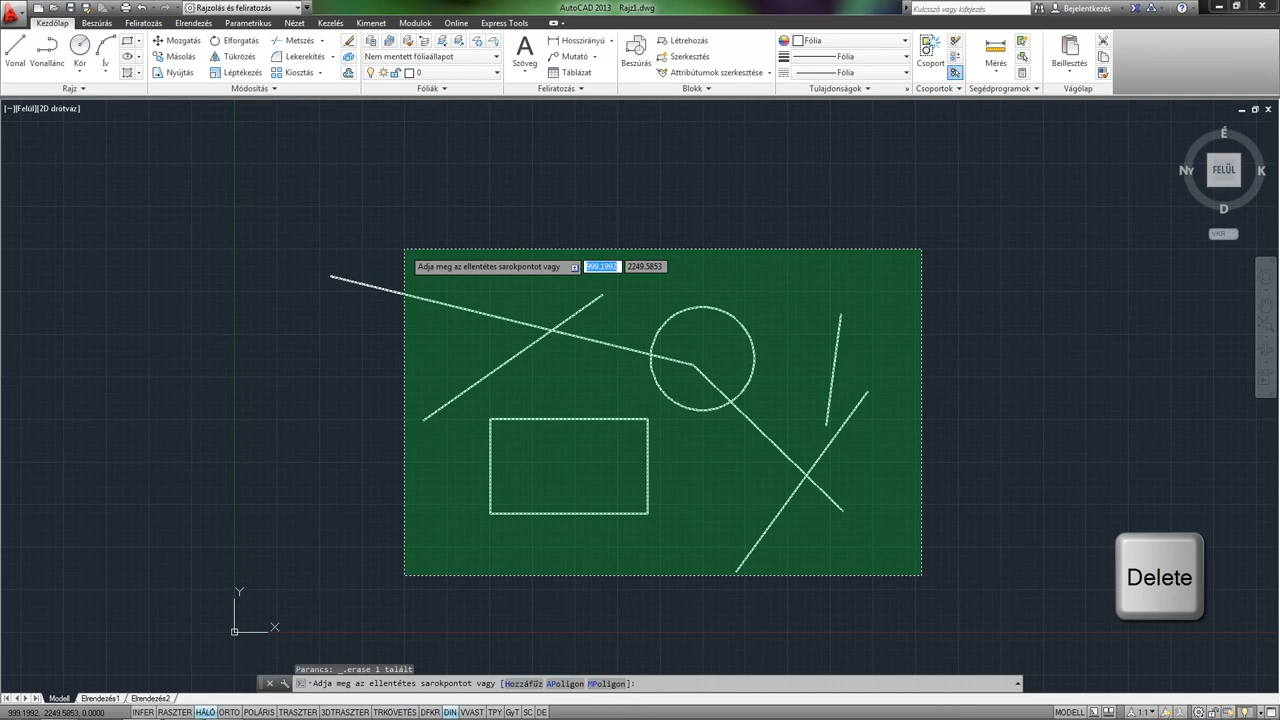 Rajzolás és feliratozás
AutoCAD 2013 Rajz1.dwg
Kulcsszó vagy kifejezés
Bejelentkezés
Kezdőlap Beszúrás Feliratozás Elrendezés Parametrikus Nézet Kezelés Kimenet Modulok Online Express Tools
Mozgatás Elforgatás Metszés
Másolás Tükrözés Lekerekítés
Nyújtás Léptékezés Kiosztás
Vonal Vonallánc Kör Ív
Nem mentett fóliaállapot
0
Szöveg
Hosszirányú
Mutató
Táblázat
Beszúrás
Létrehozás
Szerkesztés
Attribútumok szerkesztése
Fólia
Fólia
Fólia
Csoport
Mérés
Beillesztés
Rajz Módosítás Fóliák Feliratozás Blokk Tulajdonságok Csoportok Segédprogramok Vágólap
[−][Felül][2D drótváz]
É
NY FELÜL K
D
VKR
Adja meg az ellentétes sarokpontot vagy 999.1992 2249.5853
Delete
Y
X
Parancs: _.erase 1 talált
Adja meg az ellentétes sarokpontot vagy [Hozzáfűz APoligon MPoligon]:
Modell Elrendezés1 Elrendezés2
999.1992, 2249.5853, 0.0000 INFER RASZTER HÁLÓ ORTO POLÁRIS TRASZTER 3DTRASZTER TRKÖVETÉS DFKR DIN VVAST TPY GyT SC DE MODELL 1:1